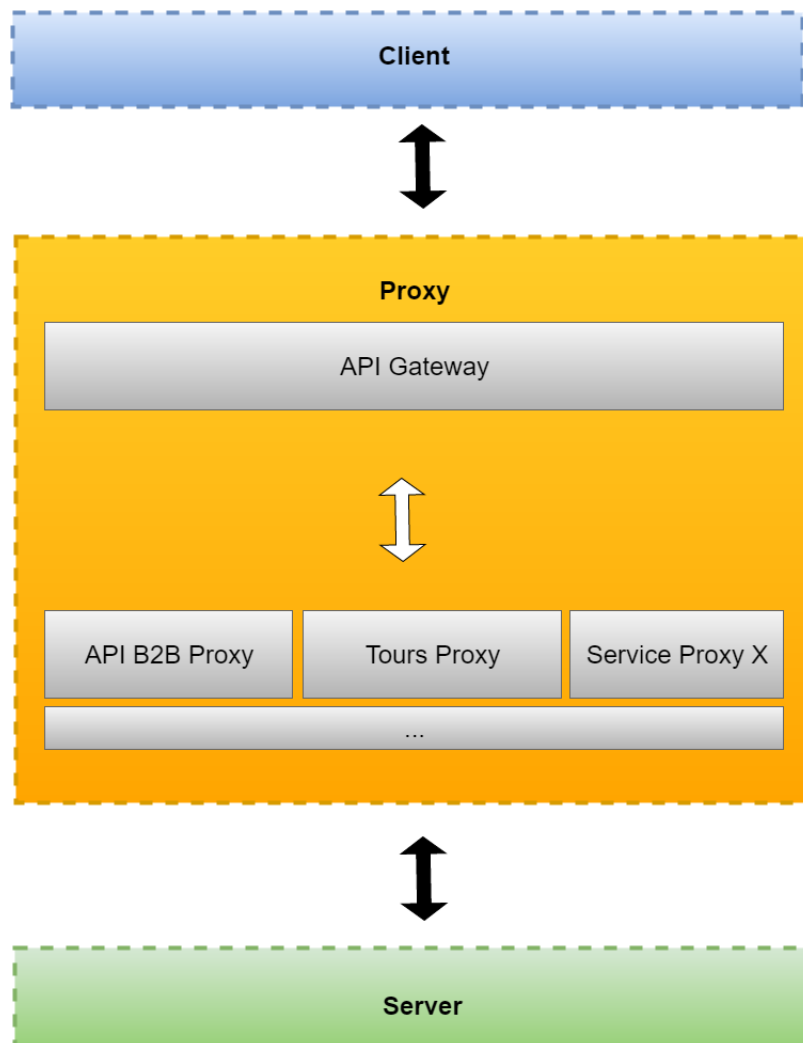 Client
Proxy
API Gateway
API B2B Proxy
Tours Proxy
Service Proxy X
...
Server